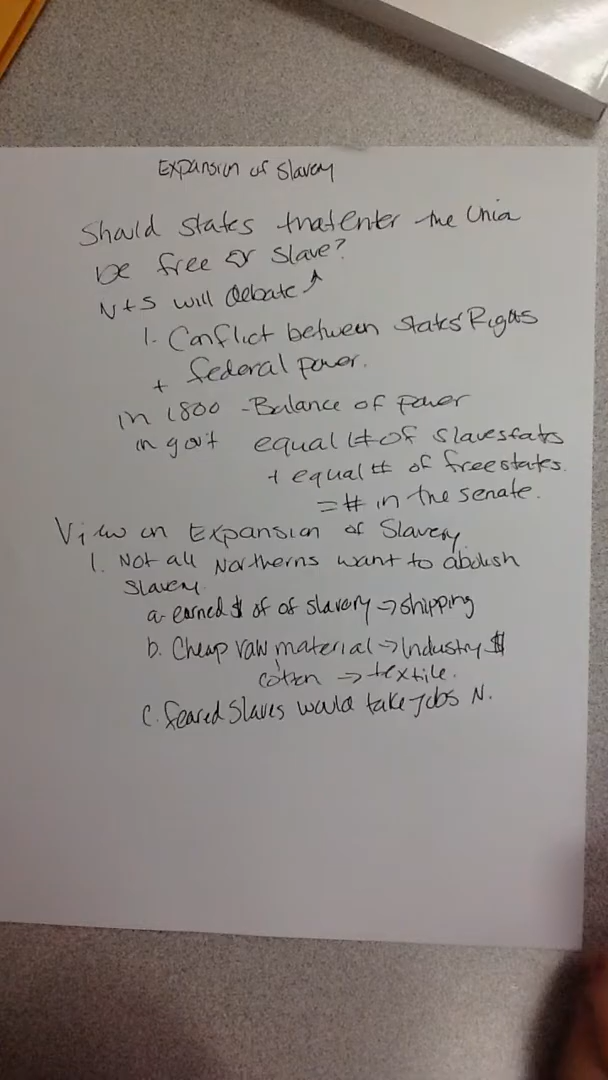 Expansion of Slavery
Should states that enter the Union
be free or Slave?
N + S will debate
1. Conflict between States' Rights
+ federal power.
in 1800 - Balance of power
in gov't equal # of slave states
+ equal # of free states.
= # in the senate.
View on Expansion of Slavery
1. Not all Northerns want to abolish
Slavery
a. earned $ of of slavery → shipping
b. Cheap raw material → Industry $
cotton → textile.
c. feared Slaves would take jobs N.